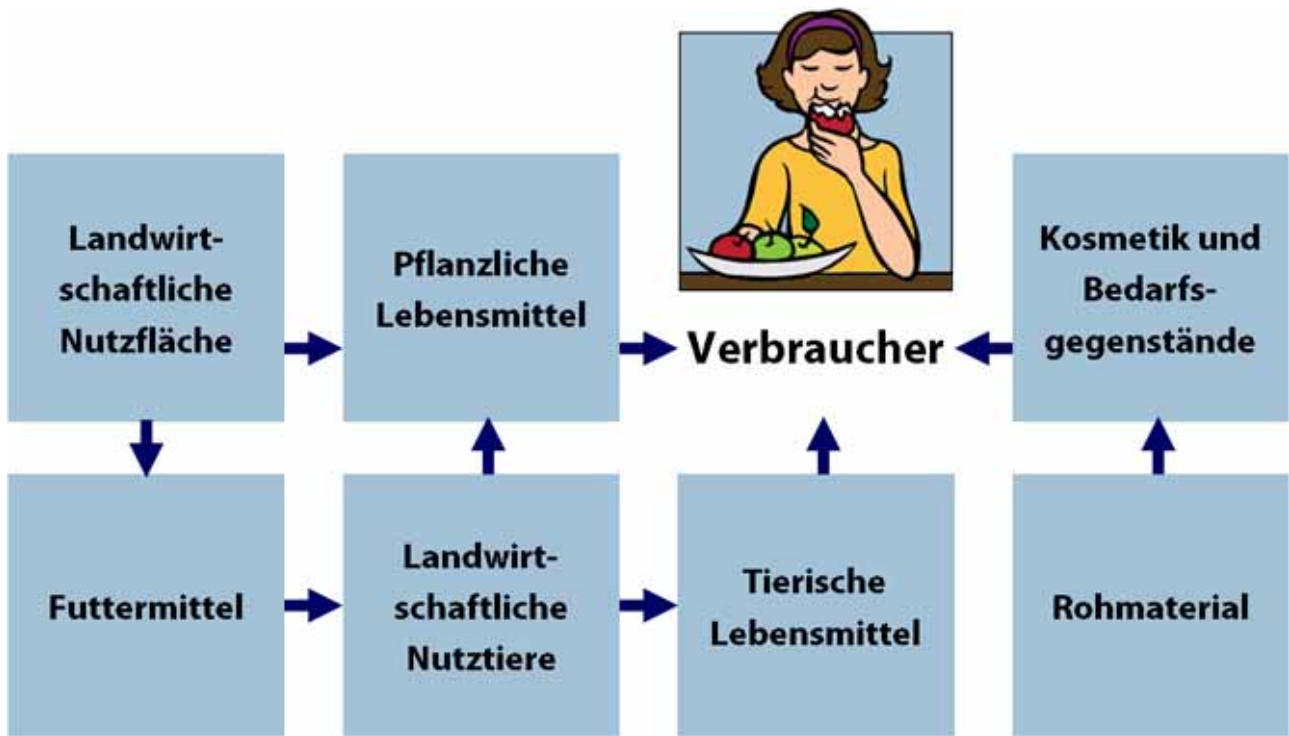 Landwirt-
schaftliche
Nutzfläche
Pflanzliche
Lebensmittel
Verbraucher
Kosmetik und
Bedarfs-
gegenstände
Futtermittel
Landwirt-
schaftliche
Nutztiere
Tierische
Lebensmittel
Rohmaterial